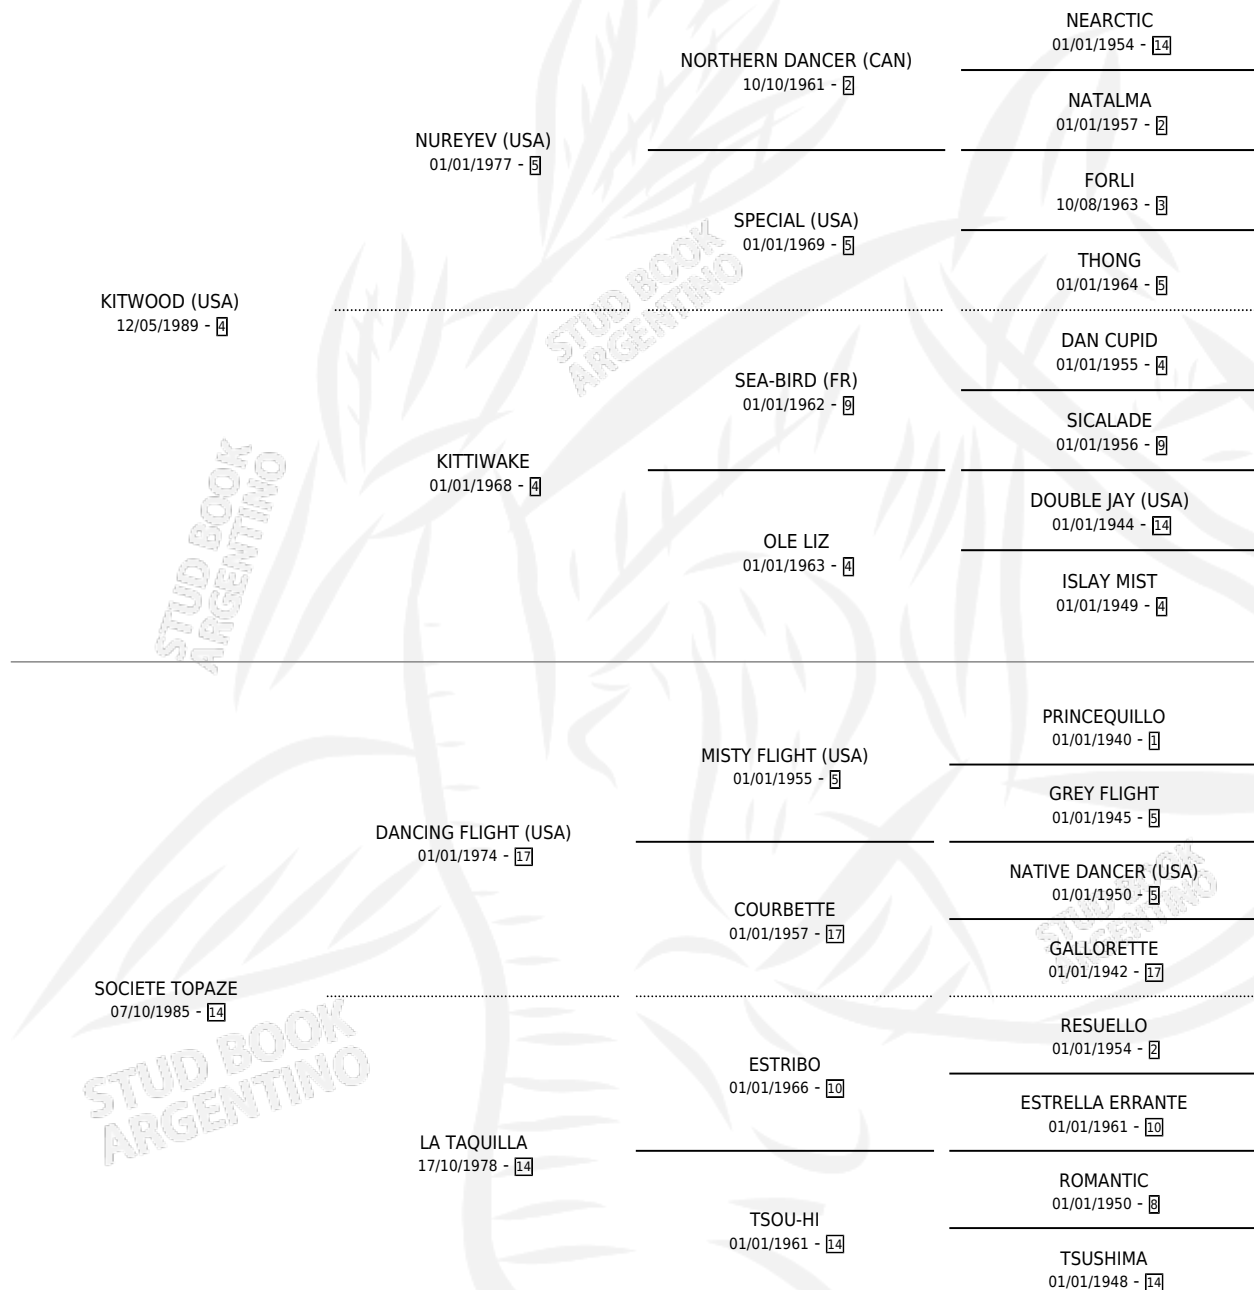 NEARCTIC
01/01/1954 - 14
NORTHERN DANCER (CAN)
10/10/1961 - 2
NATALMA
01/01/1957 - 2
NUREYEV (USA)
01/01/1977 - 5
FORLI
10/08/1963 - 3
SPECIAL (USA)
01/01/1969 - 5
THONG
01/01/1964 - 5
KITWOOD (USA)
12/05/1989 - 4
DAN CUPID
01/01/1955 - 4
SEA-BIRD (FR)
01/01/1962 - 9
SICALADE
01/01/1956 - 9
KITTIWAKE
01/01/1968 - 4
DOUBLE JAY (USA)
01/01/1944 - 14
OLE LIZ
01/01/1963 - 4
ISLAY MIST
01/01/1949 - 4
PRINCEQUILLO
01/01/1940 - 1
MISTY FLIGHT (USA)
01/01/1955 - 5
GREY FLIGHT
01/01/1945 - 5
DANCING FLIGHT (USA)
01/01/1974 - 17
NATIVE DANCER (USA)
01/01/1950 - 5
COURBETTE
01/01/1957 - 17
GALLORETTE
01/01/1942 - 17
SOCIETE TOPAZE
07/10/1985 - 14
RESUELLO
01/01/1954 - 2
ESTRIBO
01/01/1966 - 10
ESTRELLA ERRANTE
01/01/1961 - 10
LA TAQUILLA
17/10/1978 - 14
ROMANTIC
01/01/1950 - 8
TSOU-HI
01/01/1961 - 14
TSUSHIMA
01/01/1948 - 14
STUD BOOK
ARGENTINO
STUD BOOK
ARGENTINO
STUD BOOK
ARGENTINO
STUD BOOK
ARGENTINO